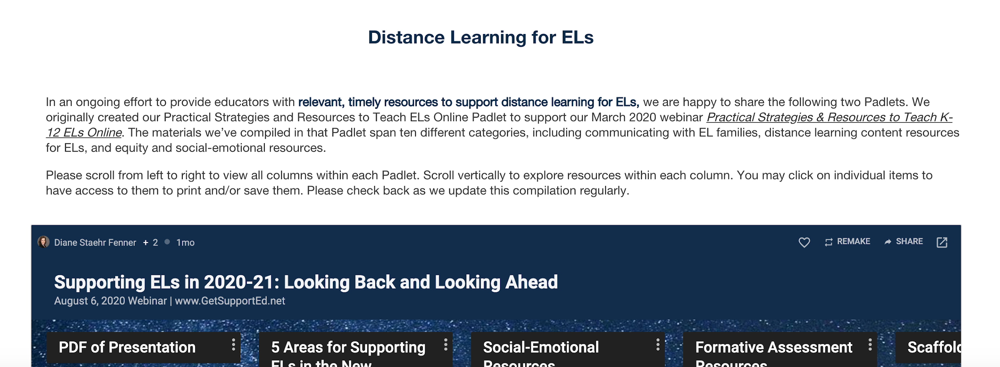 Distance Learning for ELs
In an ongoing effort to provide educators with relevant, timely resources to support distance learning for ELs, we are happy to share the following two Padlets. We
originally created our Practical Strategies and Resources to Teach ELs Online Padlet to support our March 2020 webinar Practical Strategies & Resources to Teach K-
12 ELs Online. The materials we’ve compiled in that Padlet span ten different categories, including communicating with EL families, distance learning content resources
for ELs, and equity and social-emotional resources.
Please scroll from left to right to view all columns within each Padlet. Scroll vertically to explore resources within each column. You may click on individual items to
have access to them to print and/or save them. Please check back as we update this compilation regularly.
Diane Staehr Fenner + 2 1mo
REMAKE SHARE
Supporting ELs in 2020-21: Looking Back and Looking Ahead
August 6, 2020 Webinar | www.GetSupportEd.net
PDF of Presentation
5 Areas for Supporting
ELs in the New
Social-Emotional
Resources
Formative Assessment
Resources
Scaffold